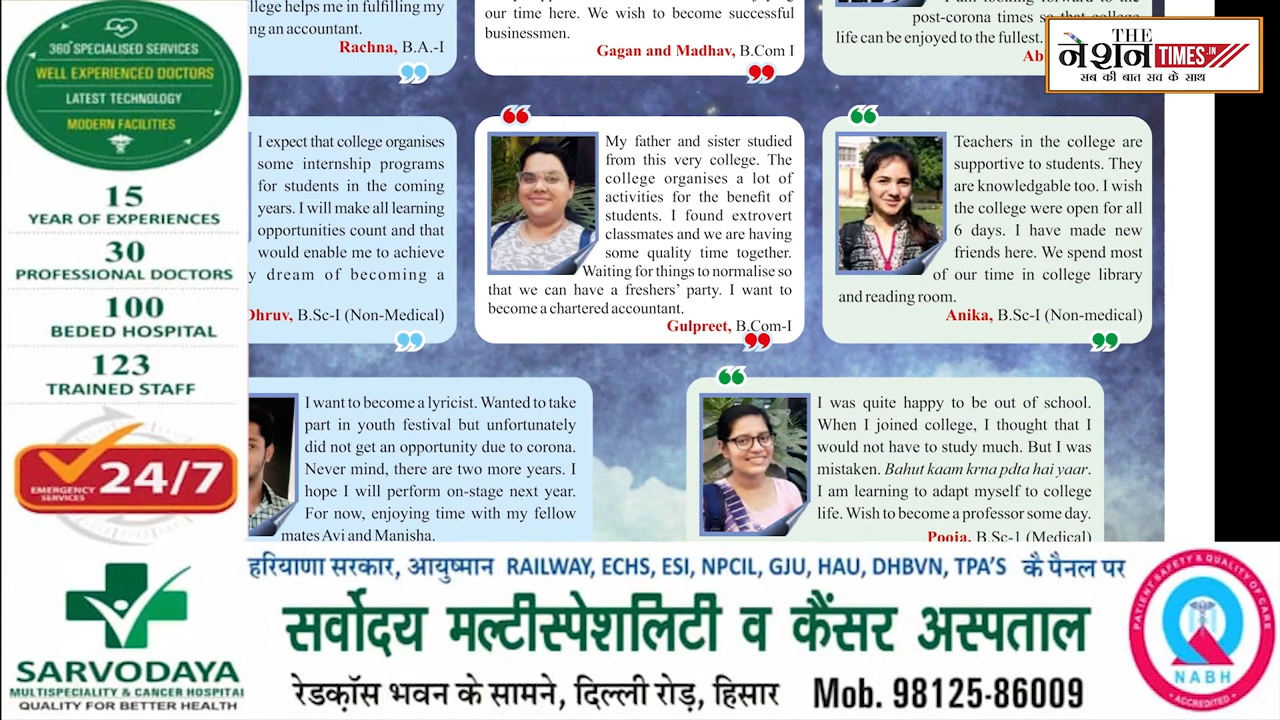 llege helps me in fulfilling my
ng an accountant.
Rachna, B.A.-I
our time here. We wish to become successful
businessmen.
Gagan and Madhav, B.Com I
post-corona times so that college
life can be enjoyed to the fullest.
Ab
THE
नेशन TIMES.IN
सब की बात सच के साथ
360° SPECIALISED SERVICES
WELL EXPERIENCED DOCTORS
LATEST TECHNOLOGY
MODERN FACILITIES
15
YEAR OF EXPERIENCES
30
PROFESSIONAL DOCTORS
100
BEDED HOSPITAL
123
TRAINED STAFF
EMERGENCY
SERVICES
24/7
I expect that college organises
some internship programs
for students in the coming
years. I will make all learning
opportunities count and that
would enable me to achieve
y dream of becoming a
Dhruv, B.Sc-I (Non-Medical)
My father and sister studied
from this very college. The
college organises a lot of
activities for the benefit of
students. I found extrovert
classmates and we are having
some quality time together.
Waiting for things to normalise so
that we can have a freshers' party. I want to
become a chartered accountant.
Gulpreet, B.Com-I
Teachers in the college are
supportive to students. They
are knowledgable too. I wish
the college were open for all
6 days. I have made new
friends here. We spend most
of our time in college library
and reading room.
Anika, B.Sc-I (Non-medical)
I want to become a lyricist. Wanted to take
part in youth festival but unfortunately
did not get an opportunity due to corona.
Never mind, there are two more years. I
hope I will perform on-stage next year.
For now, enjoying time with my fellow
mates Avi and Manisha.
I was quite happy to be out of school.
When I joined college, I thought that I
would not have to study much. But I was
mistaken. Bahut kaam krna pdta hai yaar.
I am learning to adapt myself to college
life. Wish to become a professor some day.
Pooja, B.Sc-1 (Medical)
हरियाणा सरकार, आयुष्मान RAILWAY, ECHS, ESI, NPCIL, GJU, HAU, DHBVN, TPA'S कै पैनल पर
सर्वोदय मल्टीस्पेशलिटी व कैंसर अस्पताल
रेडक्रॉस भवन के सामने, दिल्ली रोड़, हिसार Mob. 98125-86009
SARVODAYA
MULTISPECIALITY & CANCER HOSPITAL
QUALITY FOR BETTER HEALTH
PATIENT SAFETY & QUALITY OF CARE
NABH
ACCREDITED